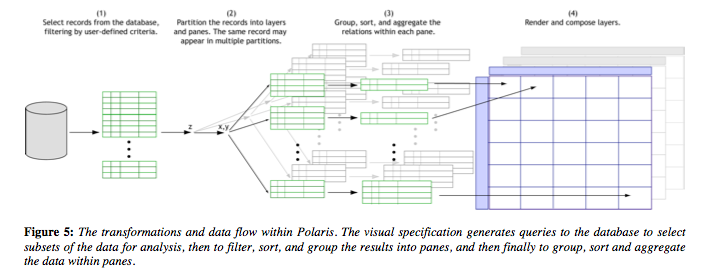 (1)
Select records from the database,
filtering by user-defined criteria.
(2)
Partition the records into layers
and panes. The same record may
appear in multiple partitions.
(3)
Group, sort, and aggregate the
relations within each pane.
(4)
Render and compose layers.
z
x,y
Figure 5: The transformations and data flow within Polaris. The visual specification generates queries to the database to select
subsets of the data for analysis, then to filter, sort, and group the results into panes, and then finally to group, sort and aggregate
the data within panes.